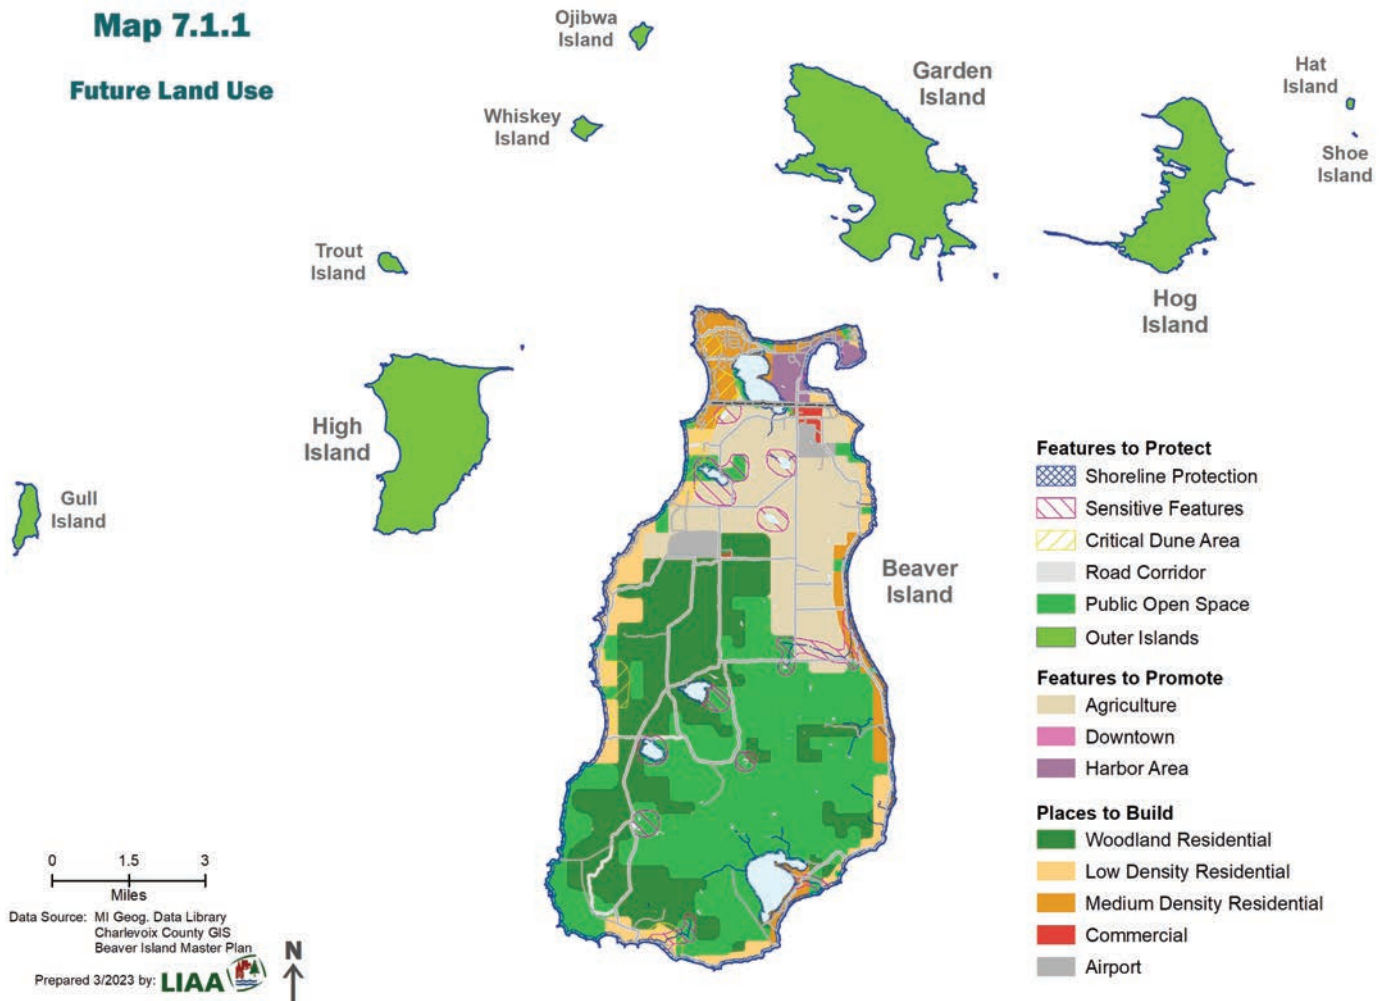 Map 7.1.1
Future Land Use
Ojibwa
Island
Whiskey
Island
Garden
Island
Hat
Island
Shoe
Island
Trout
Island
Hog
Island
High
Island
Gull
Island
Beaver
Island
Features to Protect
Shoreline Protection
Sensitive Features
Critical Dune Area
Road Corridor
Public Open Space
Outer Islands
Features to Promote
Agriculture
Downtown
Harbor Area
Places to Build
Woodland Residential
Low Density Residential
Medium Density Residential
Commercial
Airport
0 1.5 3
Miles
Data Source: MI Geog. Data Library
Charlevoix County GIS
Beaver Island Master Plan
Prepared 3/2023 by: LIAA
N